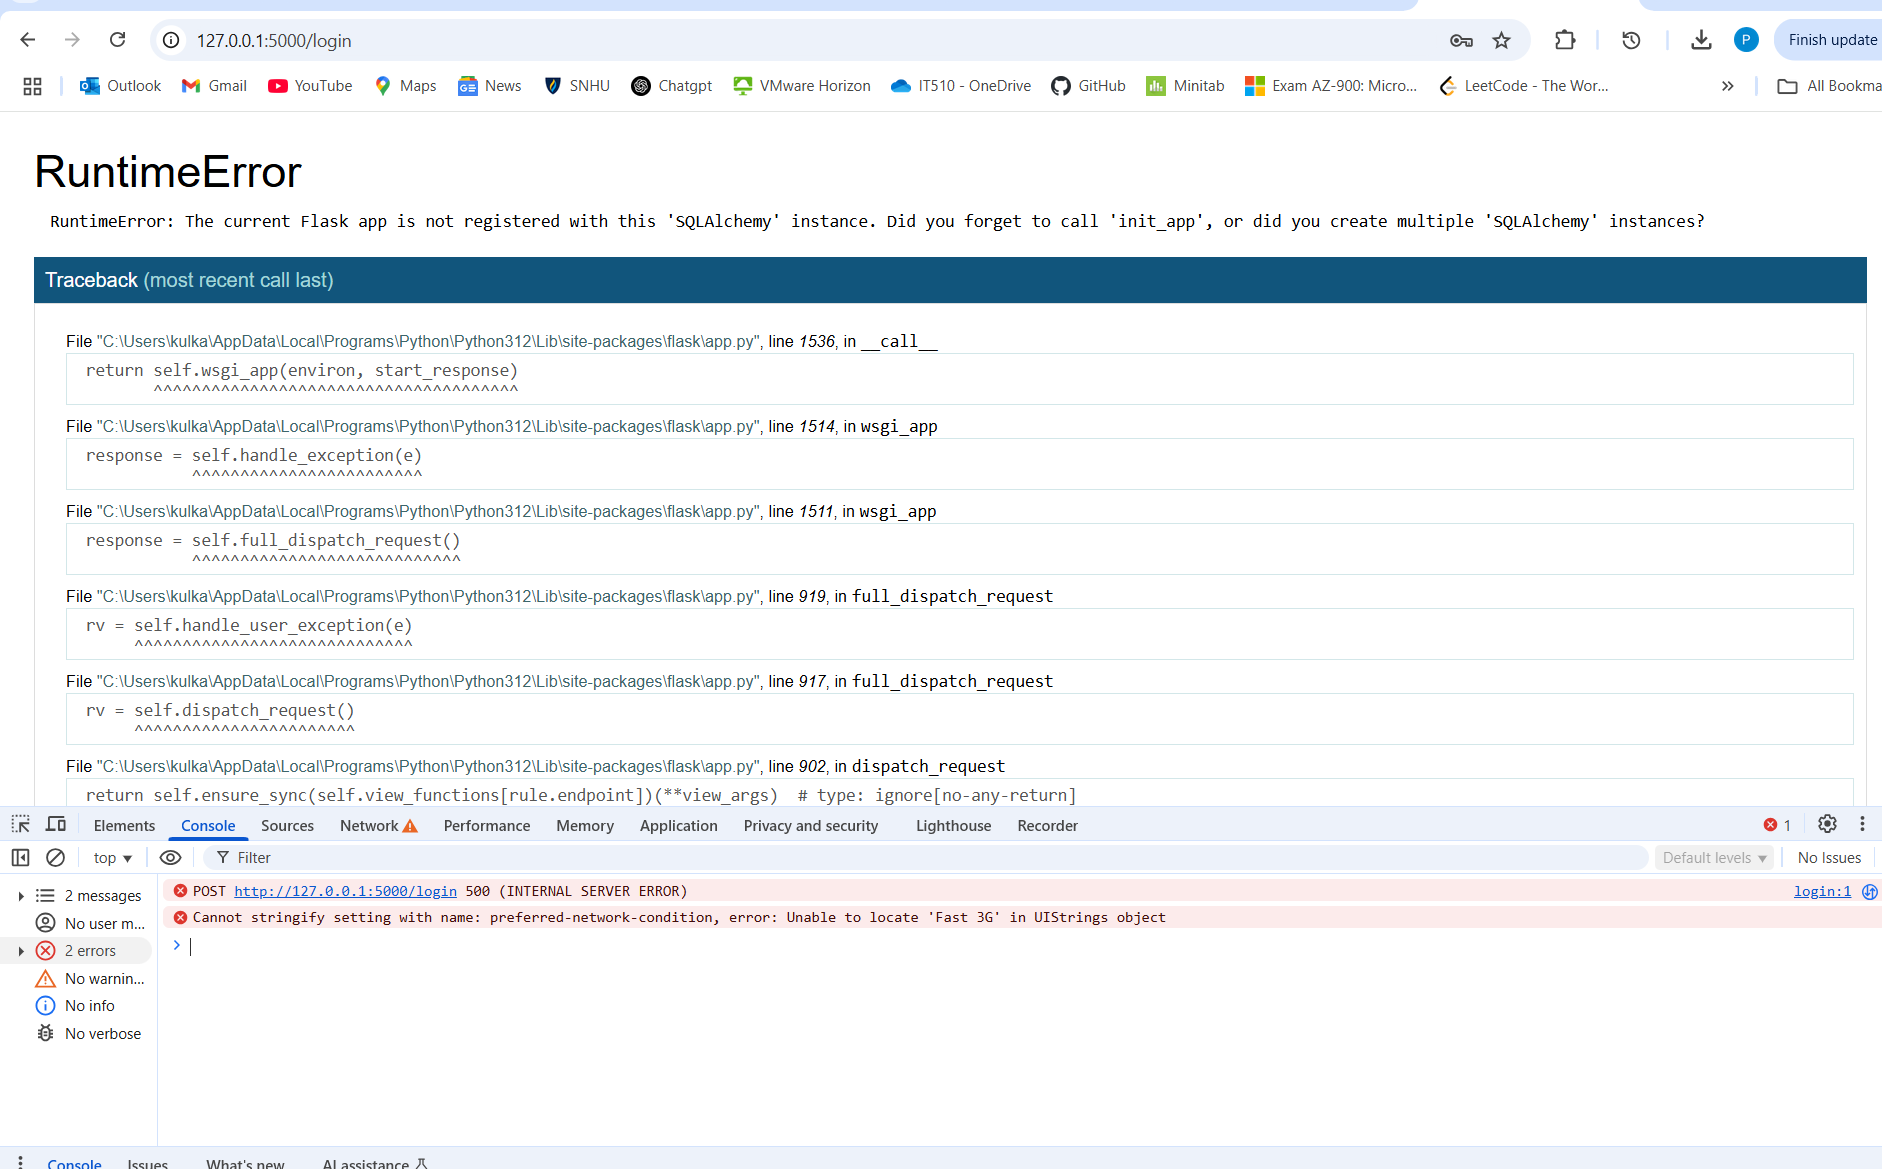 127.0.0.1:5000/login
P
Finish update
Outlook
Gmail
YouTube
Maps
News
SNHU
Chatgpt
VMware Horizon
IT510 - OneDrive
GitHub
Minitab
Exam AZ-900: Micro...
LeetCode - The Wor...
»
All Bookma
RuntimeError
RuntimeError: The current Flask app is not registered with this 'SQLAlchemy' instance. Did you forget to call 'init_app', or did you create multiple 'SQLAlchemy' instances?
Traceback (most recent call last)
File "C:\Users\kulka\AppData\Local\Programs\Python\Python312\Lib\site-packages\flask\app.py", line 1536, in __call__
return self.wsgi_app(environ, start_response)
^^^^^^^^^^^^^^^^^^^^^^^^^^^^^^^^^^^^^^
File "C:\Users\kulka\AppData\Local\Programs\Python\Python312\Lib\site-packages\flask\app.py", line 1514, in wsgi_app
response = self.handle_exception(e)
^^^^^^^^^^^^^^^^^^^^^^^^
File "C:\Users\kulka\AppData\Local\Programs\Python\Python312\Lib\site-packages\flask\app.py", line 1511, in wsgi_app
response = self.full_dispatch_request()
^^^^^^^^^^^^^^^^^^^^^^^^^^^^
File "C:\Users\kulka\AppData\Local\Programs\Python\Python312\Lib\site-packages\flask\app.py", line 919, in full_dispatch_request
rv = self.handle_user_exception(e)
^^^^^^^^^^^^^^^^^^^^^^^^^^^^^
File "C:\Users\kulka\AppData\Local\Programs\Python\Python312\Lib\site-packages\flask\app.py", line 917, in full_dispatch_request
rv = self.dispatch_request()
^^^^^^^^^^^^^^^^^^^^^^^
File "C:\Users\kulka\AppData\Local\Programs\Python\Python312\Lib\site-packages\flask\app.py", line 902, in dispatch_request
return self.ensure_sync(self.view_functions[rule.endpoint])(**view_args)  # type: ignore[no-any-return]
Elements
Console
Sources
Network
Performance
Memory
Application
Privacy and security
Lighthouse
Recorder
1
top
Filter
Default levels
No Issues
2 messages
No user m...
2 errors
No warnin...
No info
No verbose
POST http://127.0.0.1:5000/login 500 (INTERNAL SERVER ERROR)
login:1
Cannot stringify setting with name: preferred-network-condition, error: Unable to locate 'Fast 3G' in UIStrings object
>
Console
Issues
What's new
AI assistance